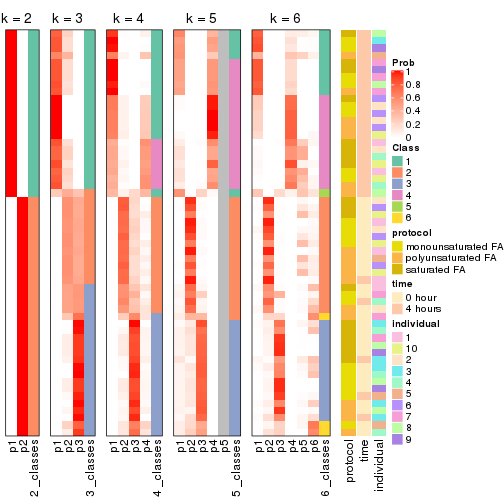 k = 2
k = 3
k = 4
k = 5
k = 6
p1
p2
2_classes
p1
p2
p3
3_classes
p1
p2
p3
p4
4_classes
p1
p2
p3
p4
p5
5_classes
p1
p2
p3
p4
p5
p6
6_classes
protocol
time
individual
Prob
1
0.8
0.6
0.4
0.2
0
Class
1
2
3
4
5
6
protocol
monounsaturated FA
polyunsaturated FA
saturated FA
time
0 hour
4 hours
individual
1
10
2
3
4
5
6
7
8
9